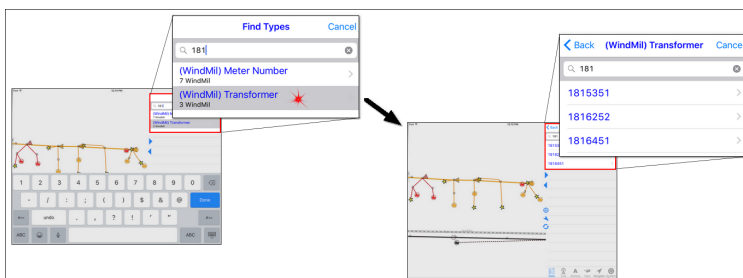 Find Types
Cancel
181
(WindMil) Meter Number
7 WindMil
(WindMil) Transformer
3 WindMil
Back
(WindMil) Transformer
Cance
181
1815351
1816252
1816451
1 2 3 4 5 6 7 8 9 0
- / : ; ( ) $ & @ Done
#+= undo . , ? ! ' " #+=
ABC ABC